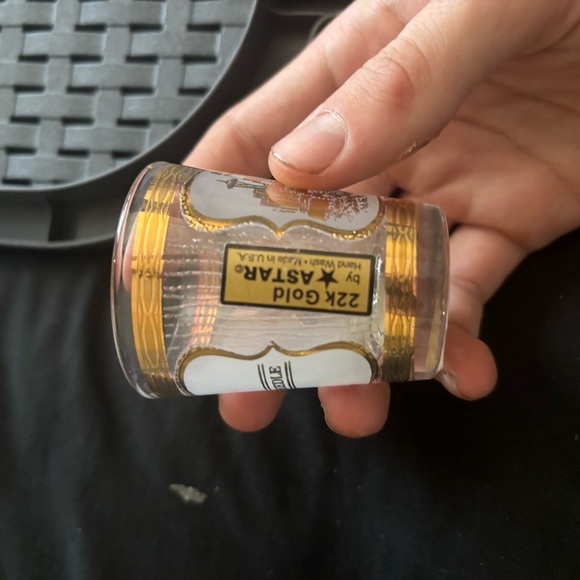 22k Gold
by ★ASTAR®
Hand Wash • Made in U.S.A.